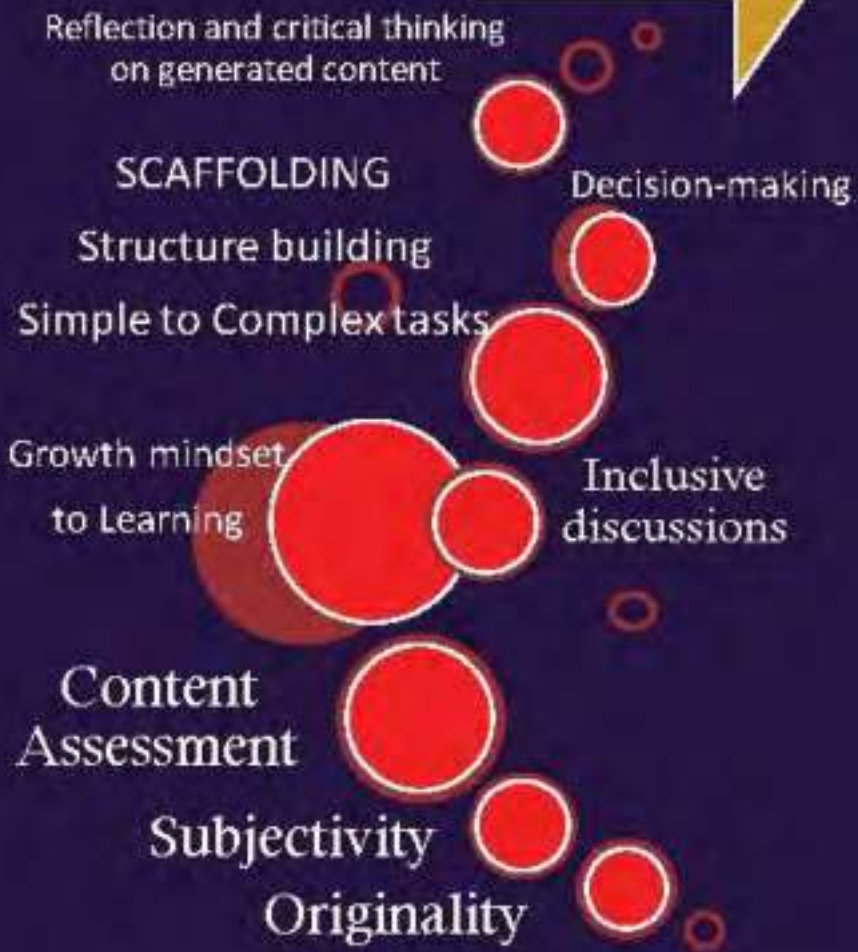 Reflection and critical thinking
on generated content
SCAFFOLDING
Decision-making
Structure building
Simple to Complex tasks
Growth mindset
to Learning
Inclusive
discussions
Content
Assessment
Subjectivity
Originality